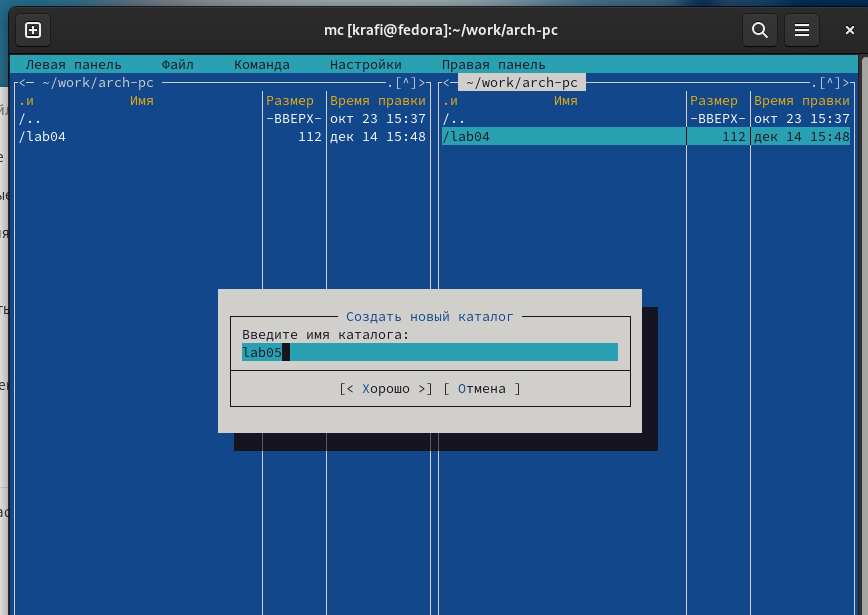 mc [krafi@fedora]:~/work/arch-pc
Левая панель Файл Команда Настройки Правая панель
<─ ~/work/arch-pc ─.[^]>
.и Имя Размер Время правки
/.. -ВВЕРХ- окт 23 15:37
/lab04 112 дек 14 15:48
<─ ~/work/arch-pc ─.[^]>
.и Имя Размер Время правки
/.. -ВВЕРХ- окт 23 15:37
/lab04 112 дек 14 15:48
Создать новый каталог
Введите имя каталога:
lab05
[< Хорошо >] [ Отмена ]